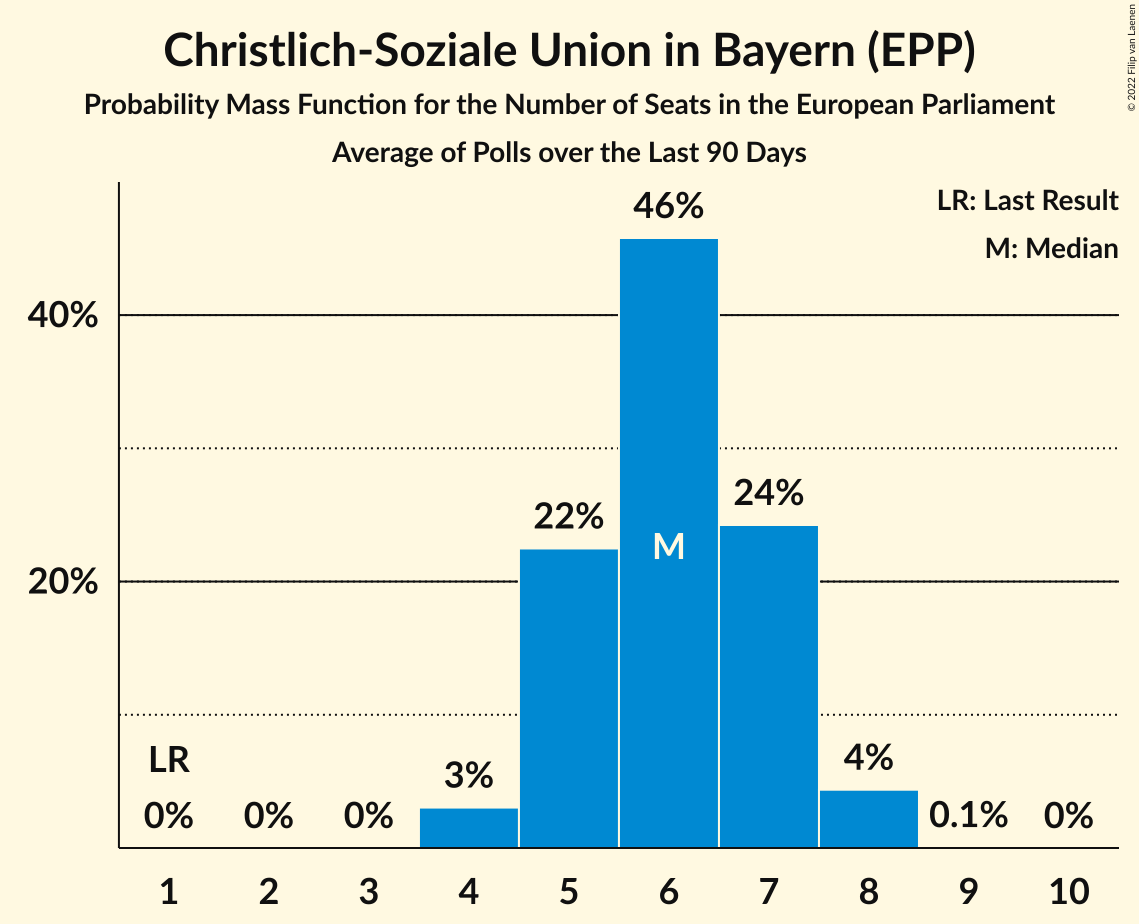 Christlich-Soziale Union in Bayern (EPP)
Probability Mass Function for the Number of Seats in the European Parliament
Average of Polls over the Last 90 Days
© 2022 Filip van Laenen
LR: Last Result
M: Median
46%
40%
24%
22%
M
20%
LR
4%
3%
0% 0% 0% 0.1% 0%
1 2 3 4 5 6 7 8 9 10